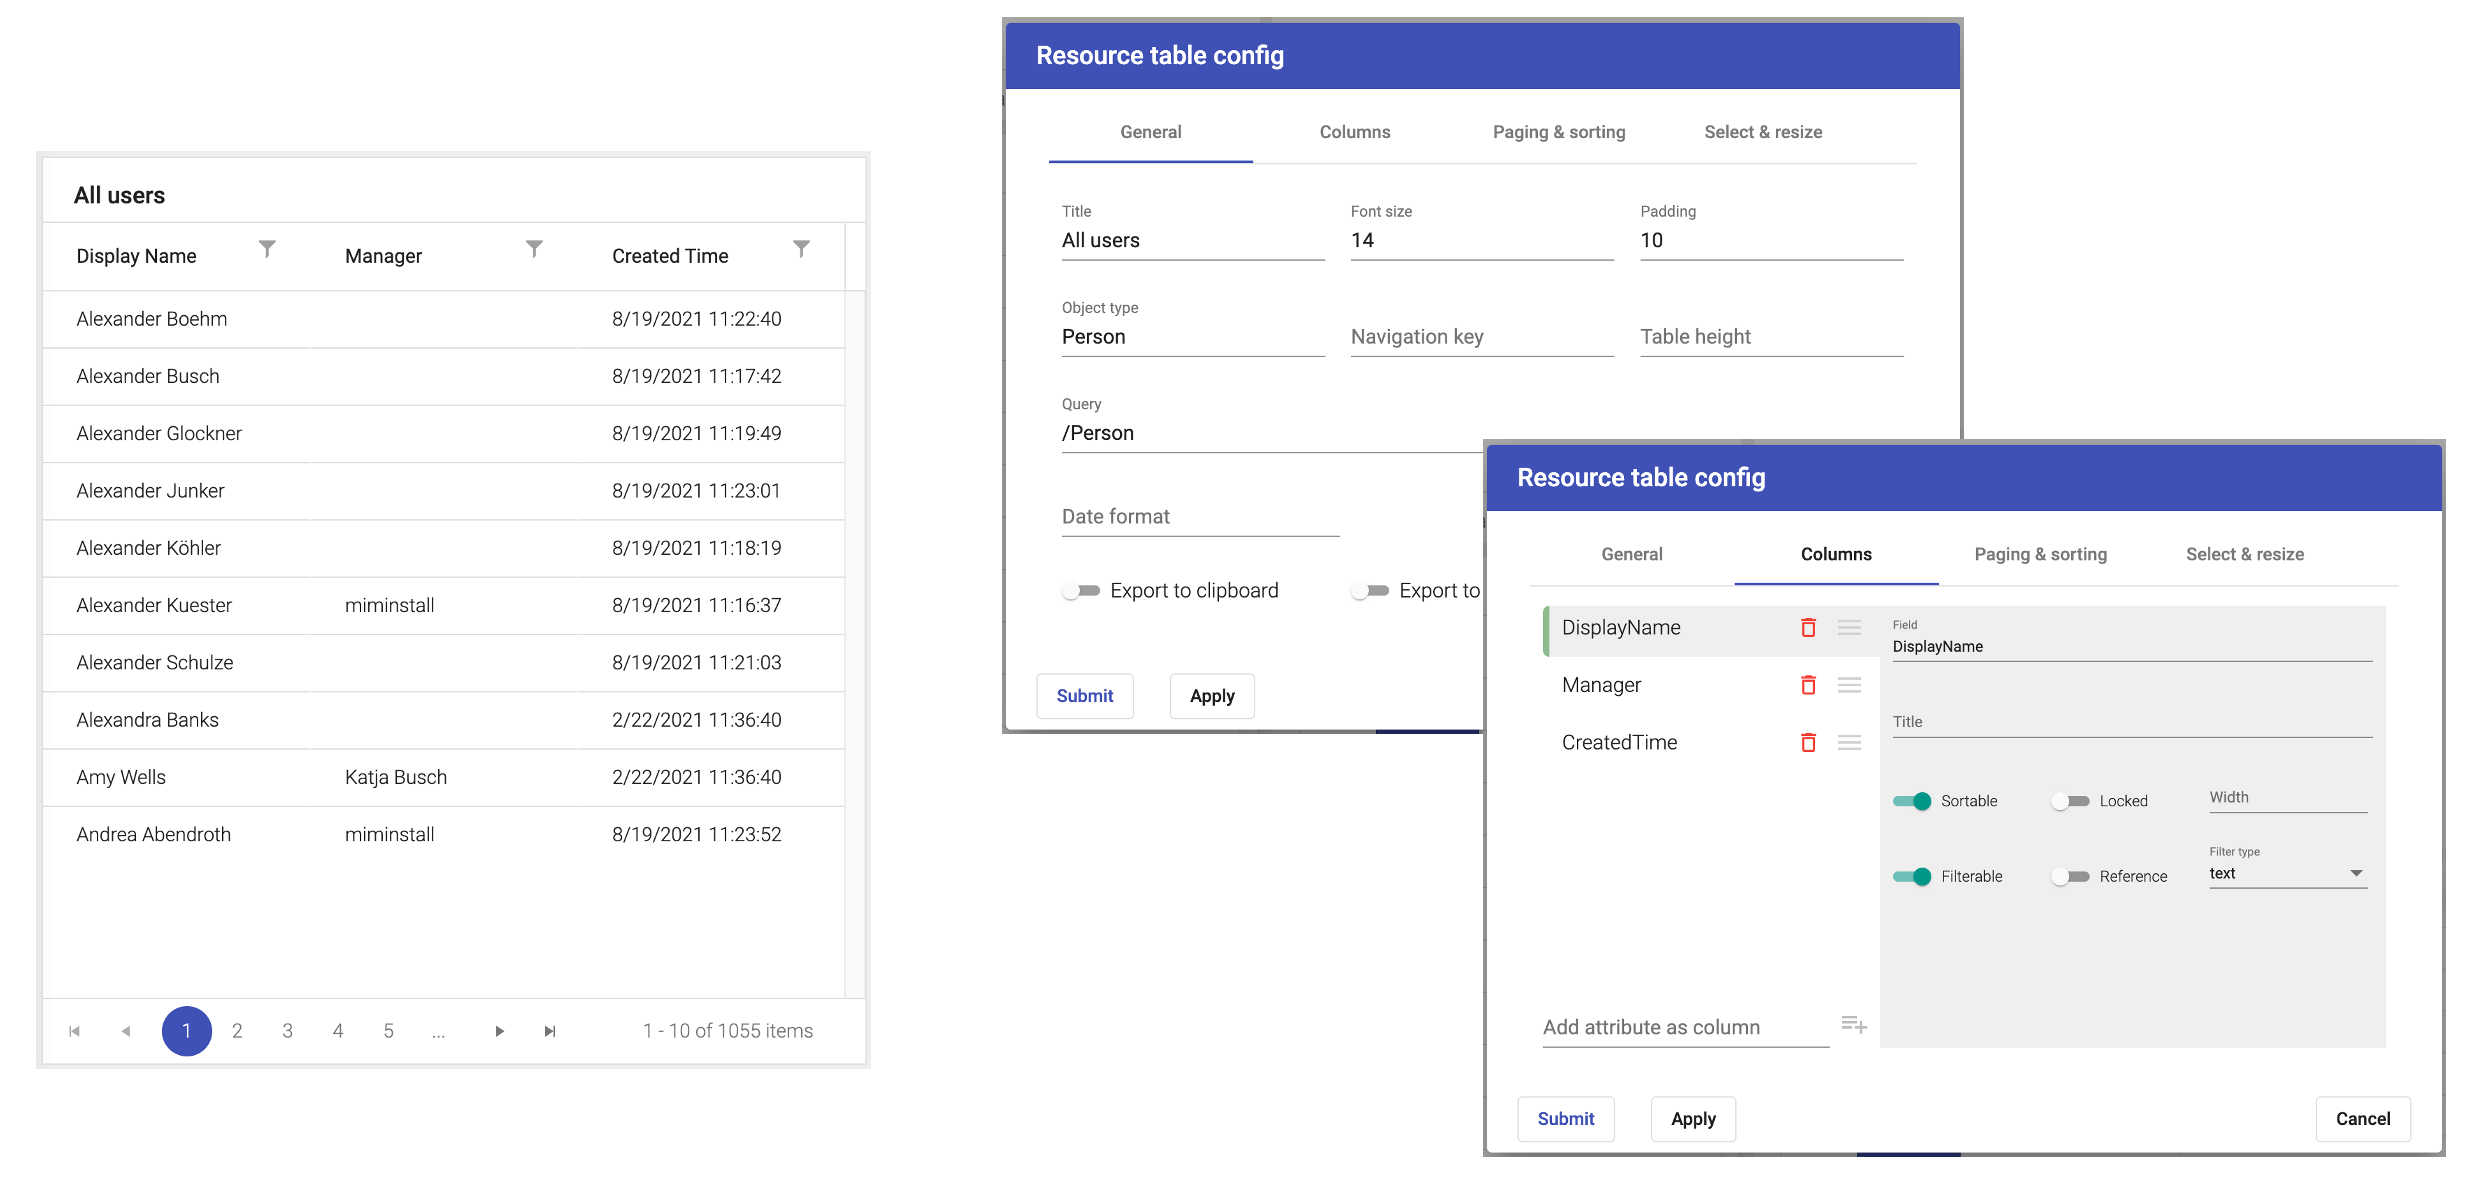 All users
Display Name Manager Created Time
Alexander Boehm 8/19/2021 11:22:40
Alexander Busch 8/19/2021 11:17:42
Alexander Glockner 8/19/2021 11:19:49
Alexander Junker 8/19/2021 11:23:01
Alexander Köhler 8/19/2021 11:18:19
Alexander Kuester miminstall 8/19/2021 11:16:37
Alexander Schulze 8/19/2021 11:21:03
Alexandra Banks 2/22/2021 11:36:40
Amy Wells Katja Busch 2/22/2021 11:36:40
Andrea Abendroth miminstall 8/19/2021 11:23:52
1 2 3 4 5 ... 1 - 10 of 1055 items
Resource table config
General Columns Paging & sorting Select & resize
Title Font size Padding
All users 14 10
Object type
Person Navigation key Table height
Query
/Person
Date format
Export to clipboard Export to
Submit Apply
Resource table config
General Columns Paging & sorting Select & resize
DisplayName
Manager
CreatedTime
Add attribute as column
Field
DisplayName
Title
Sortable Locked Width
Filter type
Filterable Reference text
Submit Apply Cancel